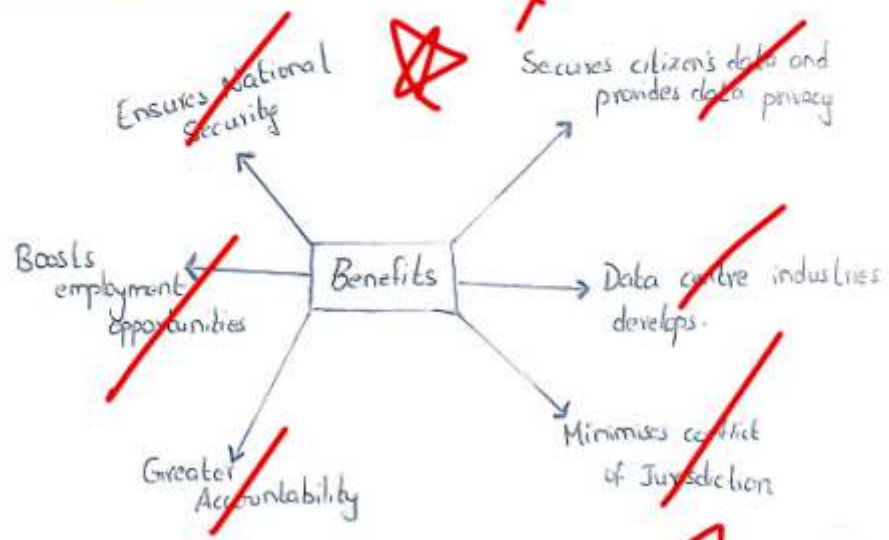 Ensures National
Security
Secures citizen's data and
provides data privacy
Boosts
employment
opportunities
Benefits
Data centre industries
develops.
Greater
Accountability
Minimises conflict
of Jurisdiction